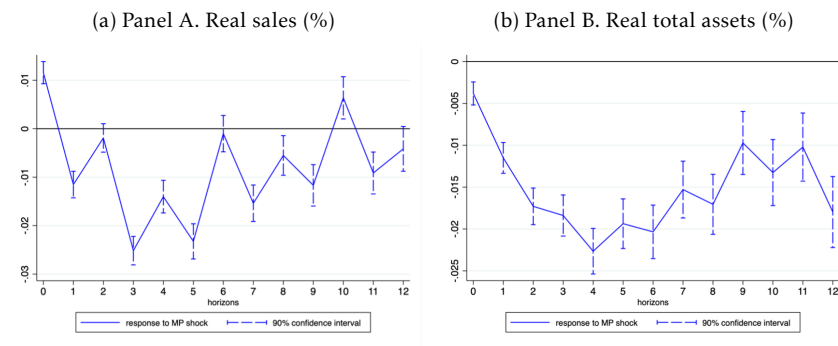 (a) Panel A. Real sales (%)
.01
0
-.01
-.02
-.03
0 1 2 3 4 5 6 7 8 9 10 11 12
horizons
response to MP shock 90% confidence interval
(b) Panel B. Real total assets (%)
0
-.005
-.01
-.015
-.02
-.025
0 1 2 3 4 5 6 7 8 9 10 11 12
horizons
response to MP shock 90% confidence interval